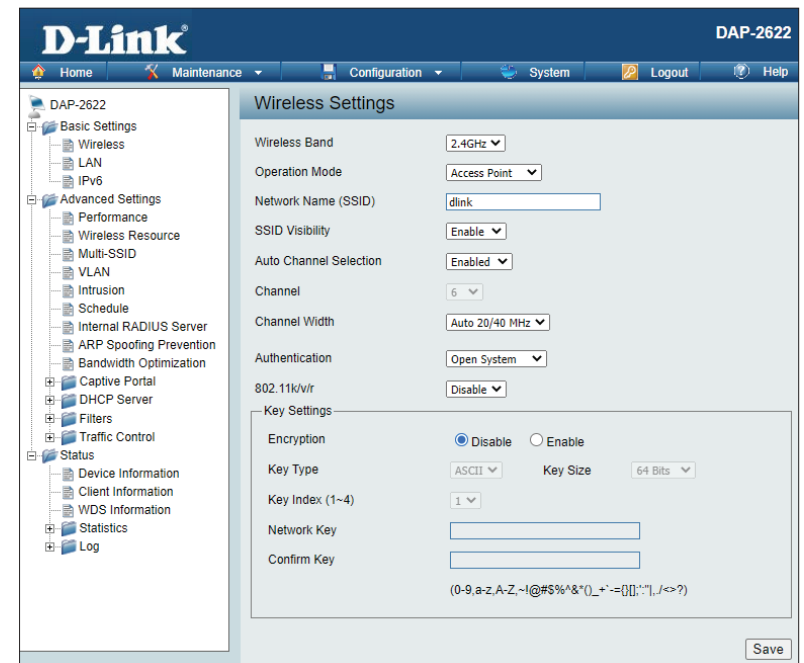 D-Link®
DAP-2622
Home Maintenance Configuration System Logout Help
DAP-2622
Basic Settings
Wireless
LAN
IPv6
Advanced Settings
Performance
Wireless Resource
Multi-SSID
VLAN
Intrusion
Schedule
Internal RADIUS Server
ARP Spoofing Prevention
Bandwidth Optimization
Captive Portal
DHCP Server
Filters
Traffic Control
Status
Device Information
Client Information
WDS Information
Statistics
Log
Wireless Settings
Wireless Band 2.4GHz
Operation Mode Access Point
Network Name (SSID) dlink
SSID Visibility Enable
Auto Channel Selection Enabled
Channel 6
Channel Width Auto 20/40 MHz
Authentication Open System
802.11k/v/r Disable
Key Settings
Encryption Disable Enable
Key Type ASCII Key Size 64 Bits
Key Index (1~4) 1
Network Key
Confirm Key
(0-9,a-z,A-Z,~!@#$%^&*()_+`-={}[];':"|,./<>?)
Save